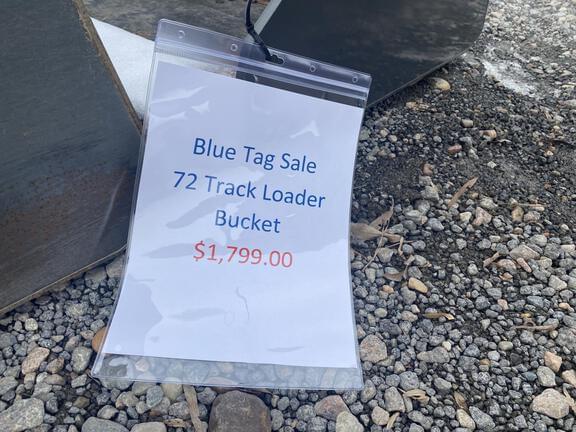 Blue Tag Sale
72 Track Loader
Bucket
$1,799.00